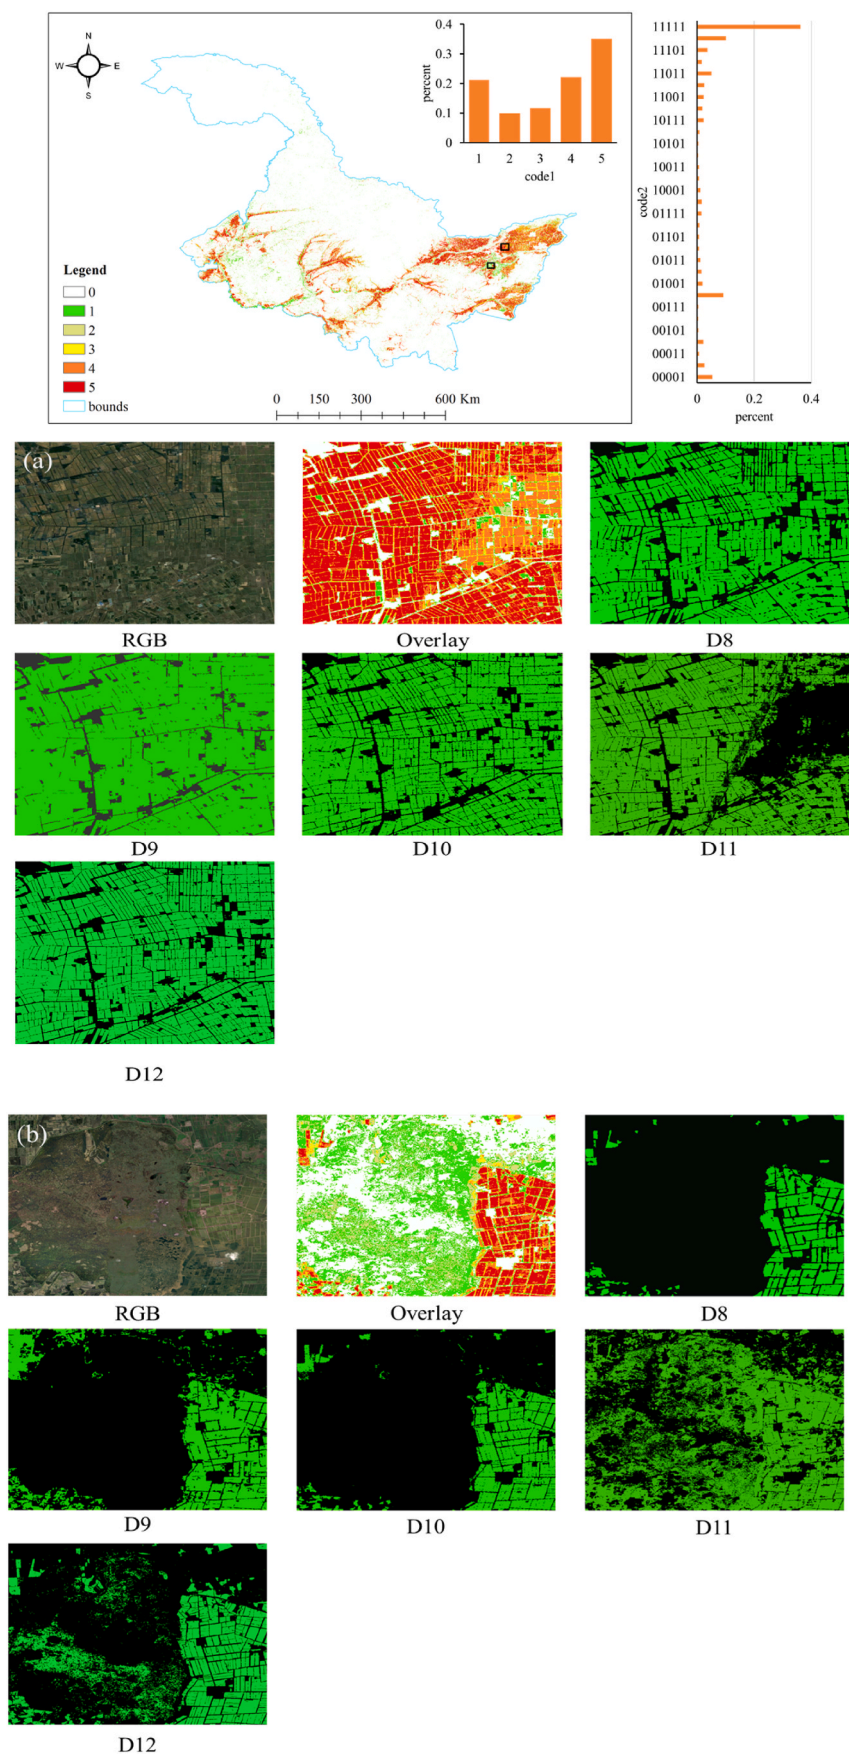 N
W E
S
Legend
0
1
2
3
4
5
bounds
0 150 300 600 Km
0.4
0.3
0.2
0.1
0
percent
1 2 3 4 5
code1
11111
11101
11011
11001
10111
10101
10011
10001
01111
01101
01011
01001
00111
00101
00011
00001
code2
0 0.2 0.4
percent
(a)
RGB Overlay D8
D9 D10 D11
D12
(b)
RGB Overlay D8
D9 D10 D11
D12